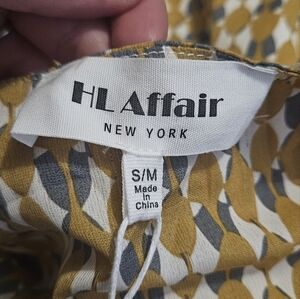 HL Affair
NEW YORK
S/M
Made
in
China